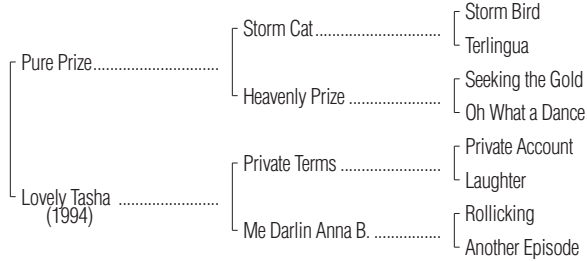 Storm Bird
Storm Cat
Terlingua
Pure Prize
Seeking the Gold
Heavenly Prize
Oh What a Dance
Private Account
Private Terms
Laughter
Lovely Tasha
(1994)
Rollicking
Me Darlin Anna B.
Another Episode